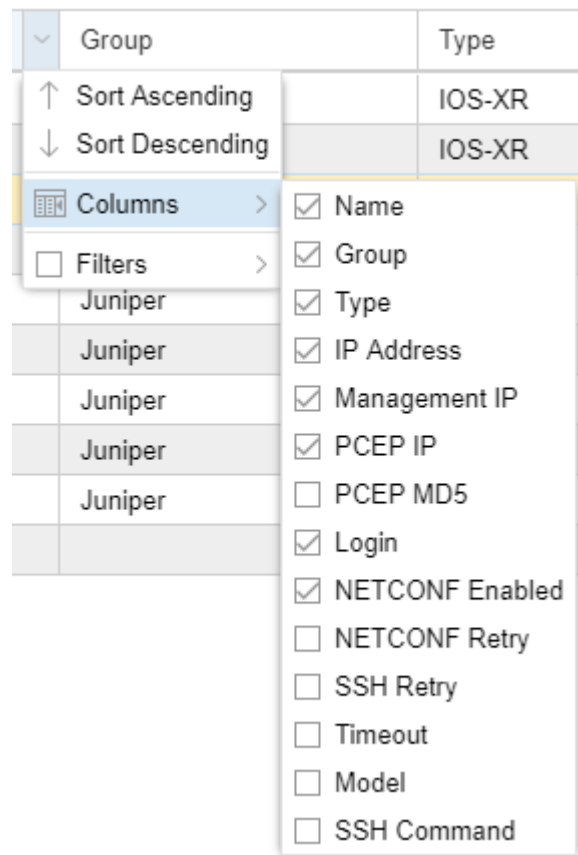 Group Type
Sort Ascending IOS-XR
Sort Descending IOS-XR
Columns
Filters
Juniper
Juniper
Juniper
Juniper
Juniper
Name
Group
Type
IP Address
Management IP
PCEP IP
PCEP MD5
Login
NETCONF Enabled
NETCONF Retry
SSH Retry
Timeout
Model
SSH Command